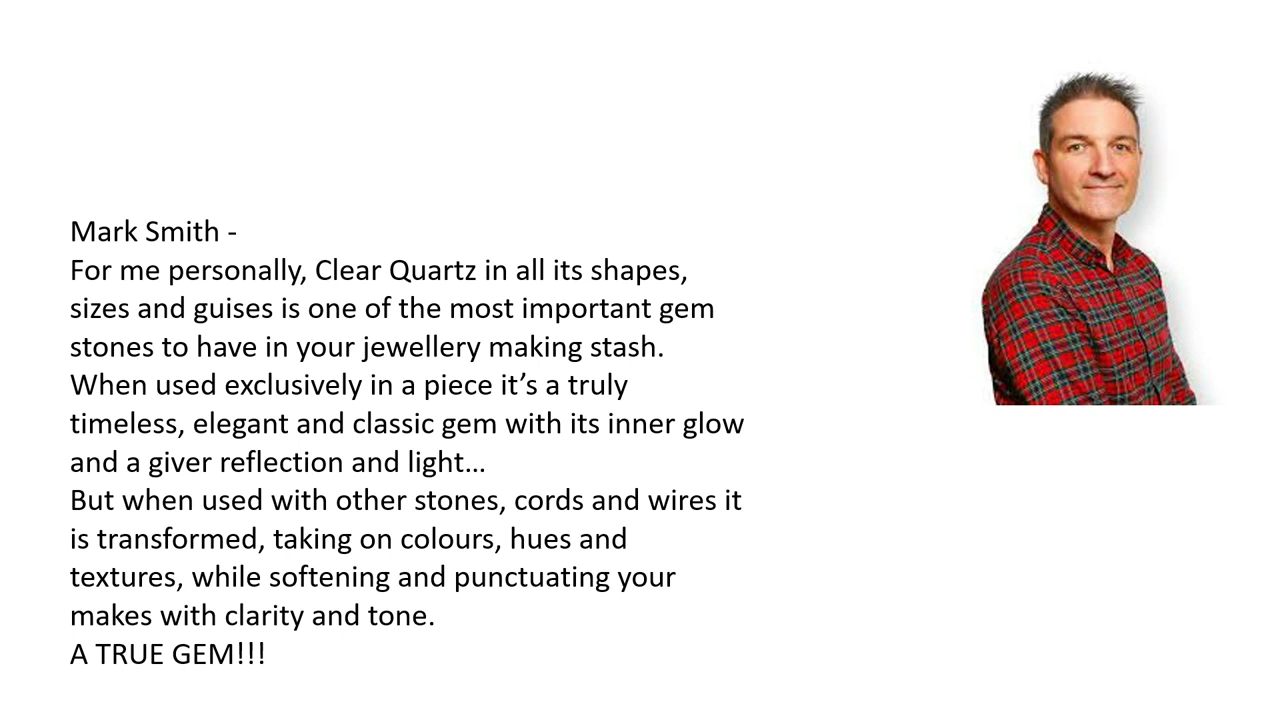 Mark Smith -
For me personally, Clear Quartz in all its shapes,
sizes and guises is one of the most important gem
stones to have in your jewellery making stash.
When used exclusively in a piece it’s a truly
timeless, elegant and classic gem with its inner glow
and a giver reflection and light…
But when used with other stones, cords and wires it
is transformed, taking on colours, hues and
textures, while softening and punctuating your
makes with clarity and tone.
A TRUE GEM!!!